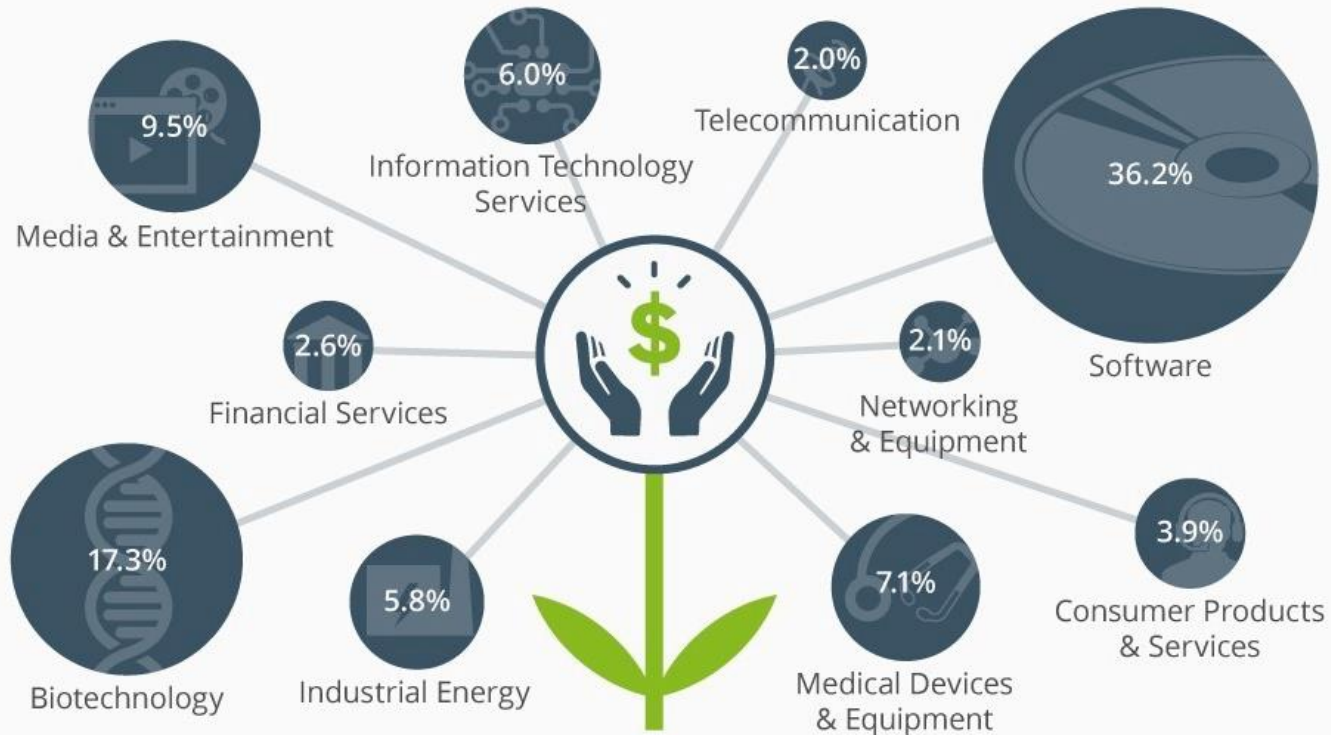 9.5%
Media & Entertainment
6.0%
Information Technology
Services
2.0%
Telecommunication
36.2%
Software
2.6%
Financial Services
$
2.1%
Networking
& Equipment
17.3%
Biotechnology
5.8%
Industrial Energy
7.1%
Medical Devices
& Equipment
3.9%
Consumer Products
& Services